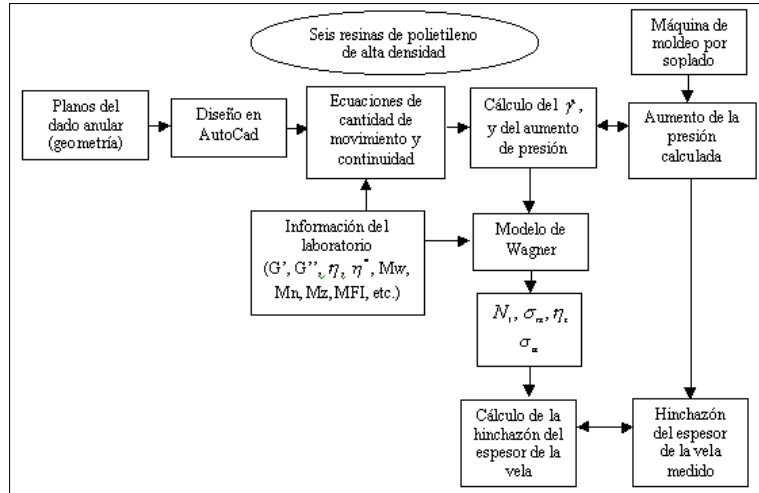 Seis resinas de polietileno
de alta densidad
Máquina de
moldeo por
soplado
Planos del
dado anular
(geometría)
Diseño en
AutoCad
Ecuaciones de
cantidad de
movimiento y
continuidad
Cálculo del γ̇,
y del aumento
de presión
Aumento de la
presión
calculada
Información del
laboratorio
(G', G'', η, η*, Mw,
Mn, Mz, MFI, etc.)
Modelo de
Wagner
N₁, σ, η
σ
Cálculo de la
hinchazón del
espesor de la
vela
Hinchazón
del espesor
de la vela
medido